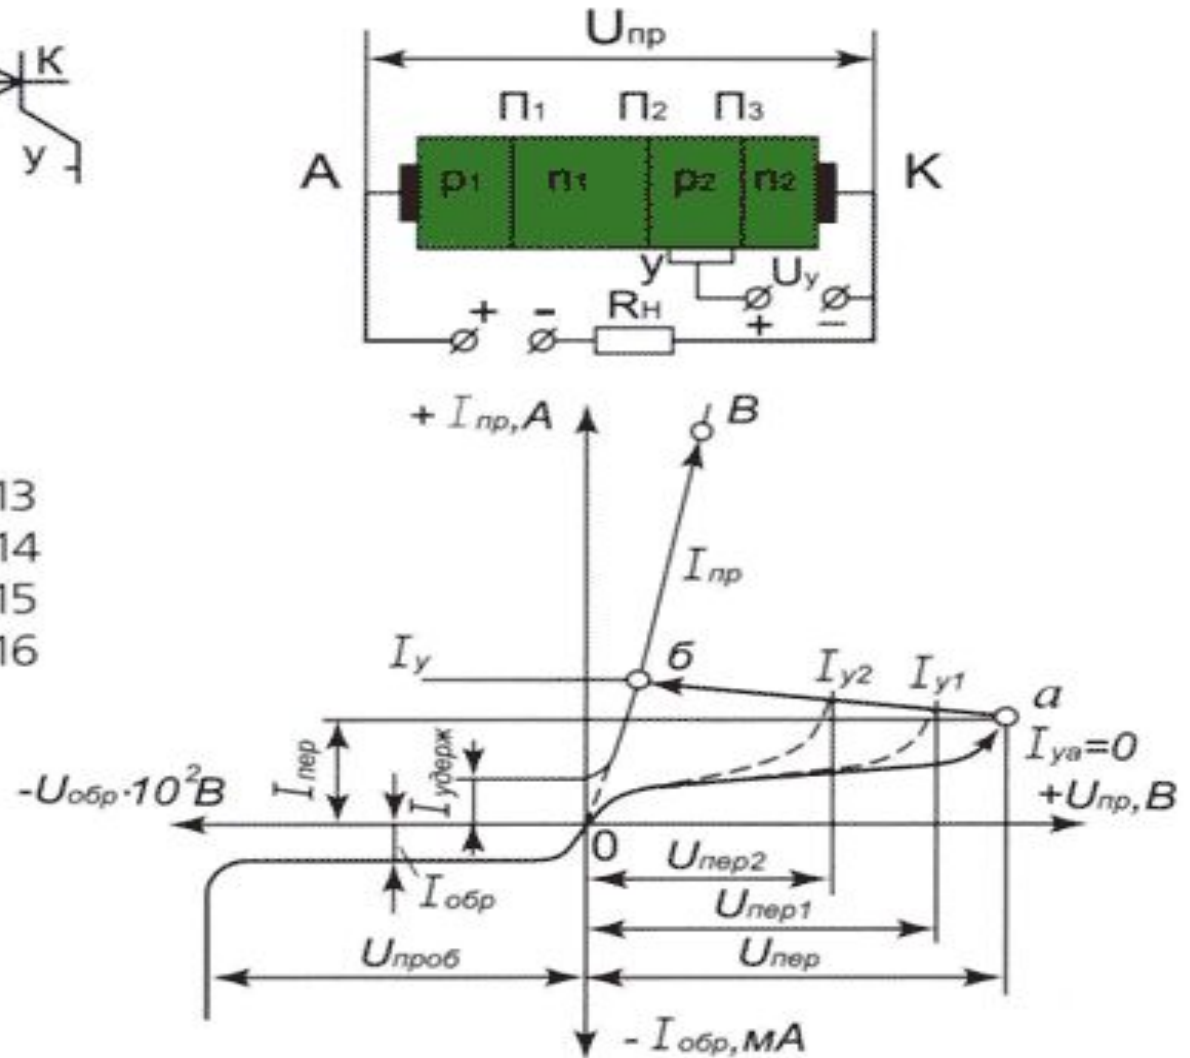 Uпр
К
У
П1 П2 П3
А p1 n1 p2 n2 К
У Uу
+ - Rн + −
+ Iпр, А
В
13
14
15
16
Iпр
Iу
б
Iу2 Iу1 а
Iпер
Iудерж
Iуа=0
-Uобр·10²В
+Uпр, В
0
Uпер2
Iобр
Uпер1
Uпроб
Uпер
- Iобр, мА